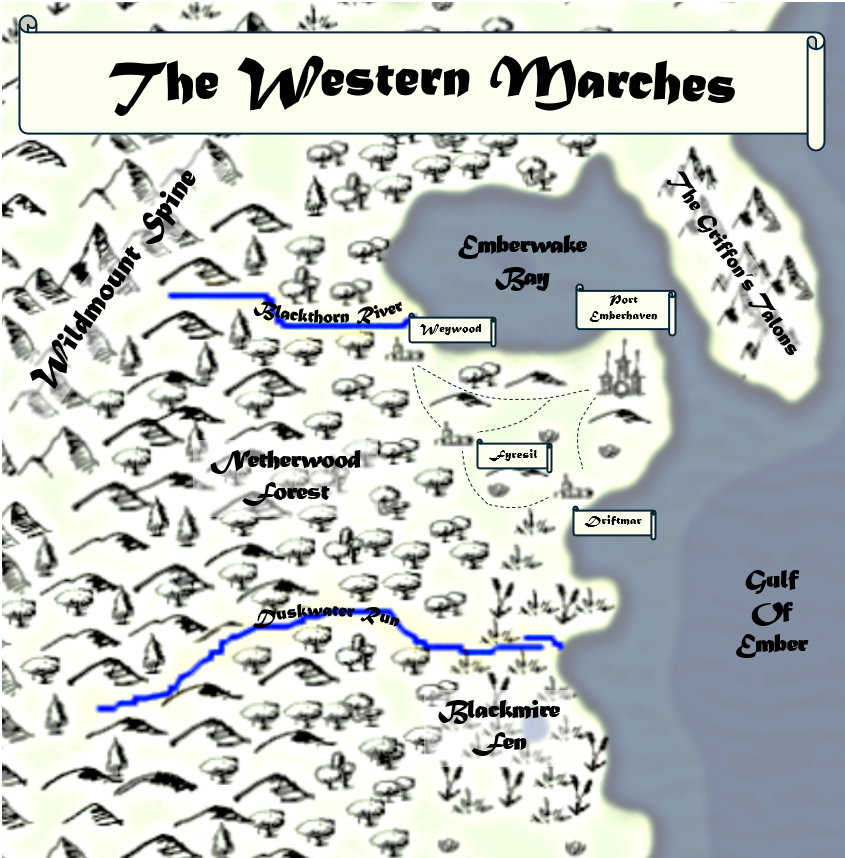 The Western Marches
Wildmount Spine
The Griffon's Talons
Emberwake
Bay
Port
Emberhaven
Blackthorn River
Weywood
Fyresil
Netherwood
Forest
Driftmar
Gulf
Of
Ember
Duskwater Run
Blackmire
Fen